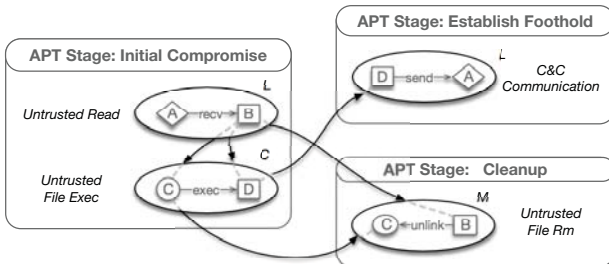 APT Stage: Initial Compromise
L
Untrusted Read
A recv B
C
Untrusted
File Exec
C exec D
APT Stage: Establish Foothold
L
D send A
C&C
Communication
APT Stage: Cleanup
M
C unlink B
Untrusted
File Rm